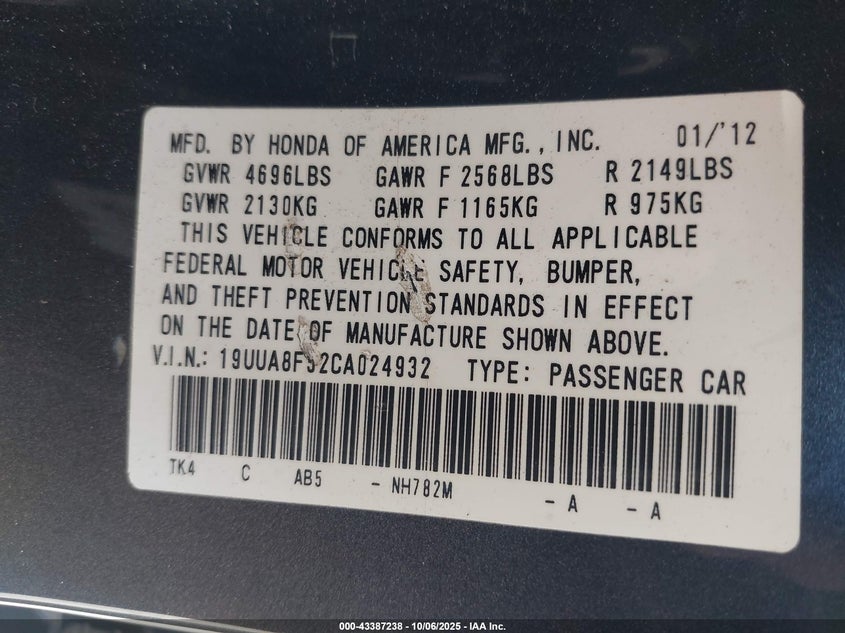 MFD. BY HONDA OF AMERICA MFG., INC. 01/'12
GVWR 4696LBS GAWR F 2568LBS R 2149LBS
GVWR 2130KG GAWR F 1165KG R 975KG
THIS VEHICLE CONFORMS TO ALL APPLICABLE
FEDERAL MOTOR VEHICLE SAFETY, BUMPER,
AND THEFT PREVENTION STANDARDS IN EFFECT
ON THE DATE OF MANUFACTURE SHOWN ABOVE.
V.I.N.: 19UUA8F52CA024932 TYPE: PASSENGER CAR
TK4 C AB5 - NH782M - A - A
000-43387238 - 10/06/2025 - IAA Inc.